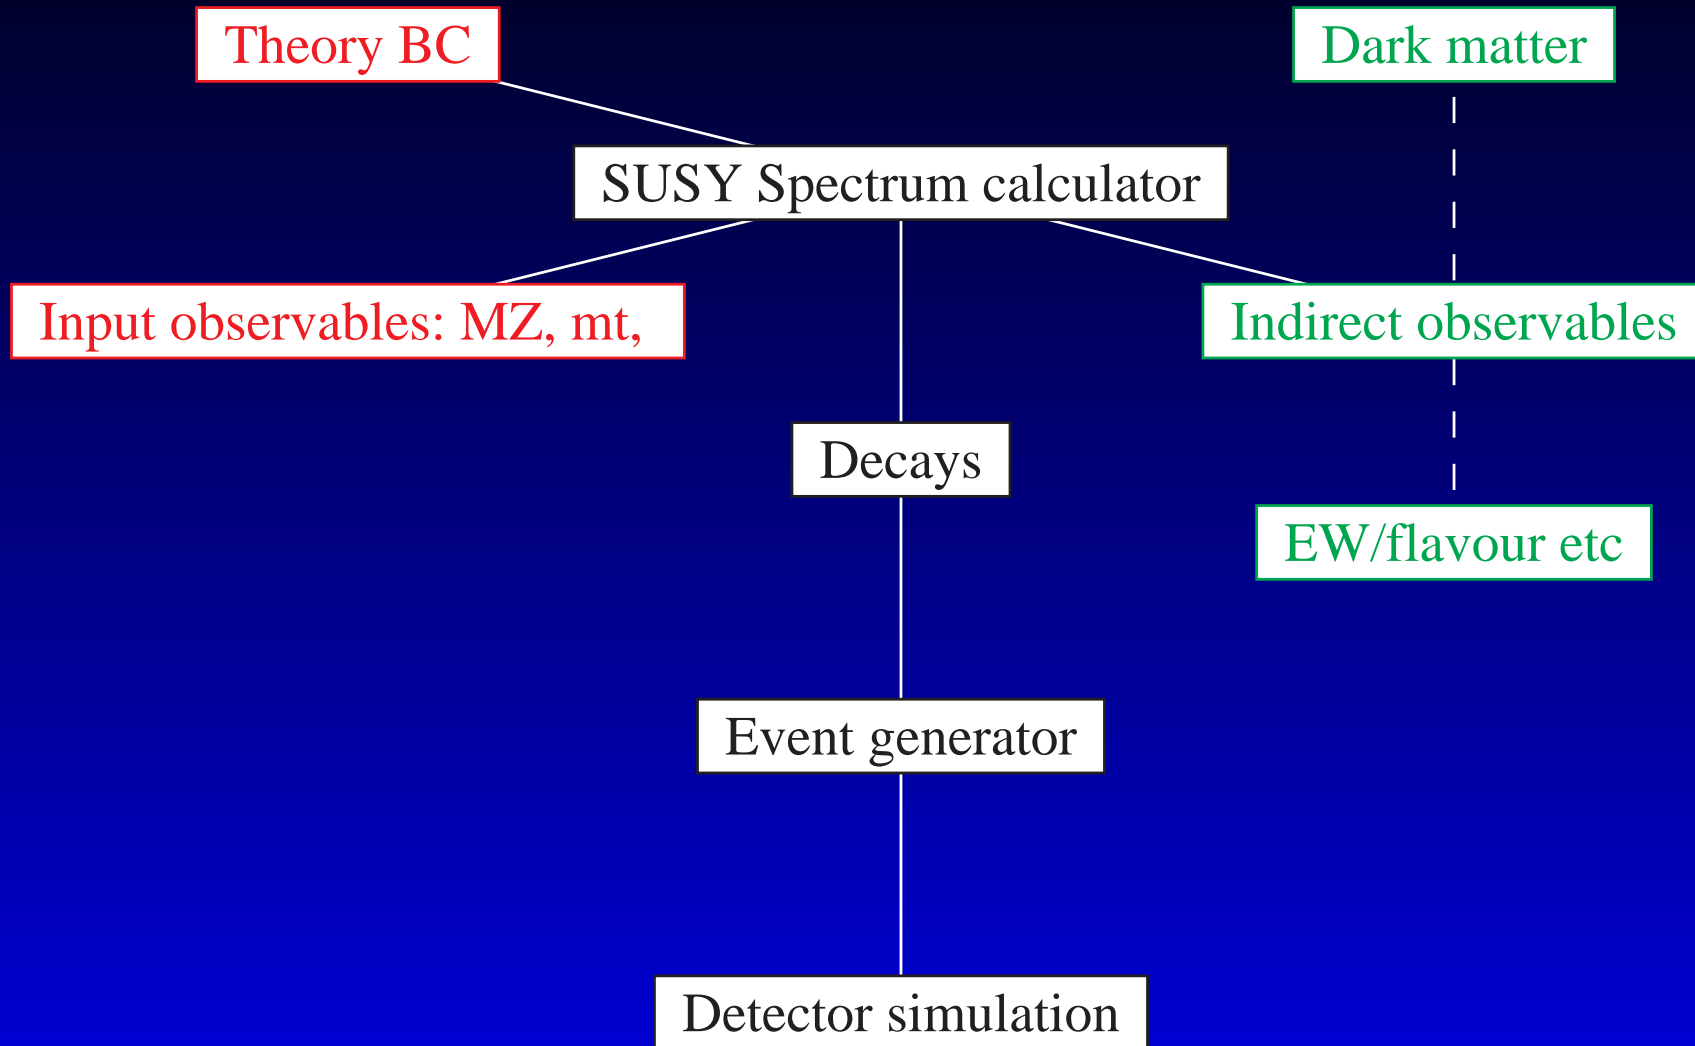 Theory BC
Dark matter
SUSY Spectrum calculator
Input observables: MZ, mt,
Indirect observables
Decays
EW/flavour etc
Event generator
Detector simulation